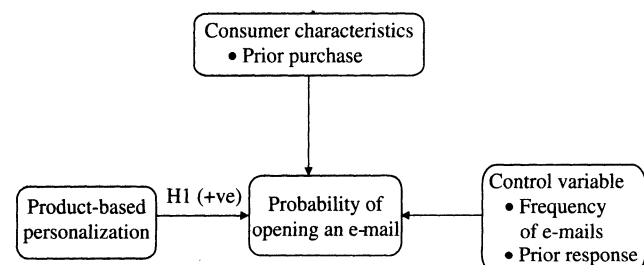 Consumer characteristics
• Prior purchase
H1 (+ve)
Product-based
personalization
Probability of
opening an e-mail
Control variable
• Frequency
of e-mails
• Prior response